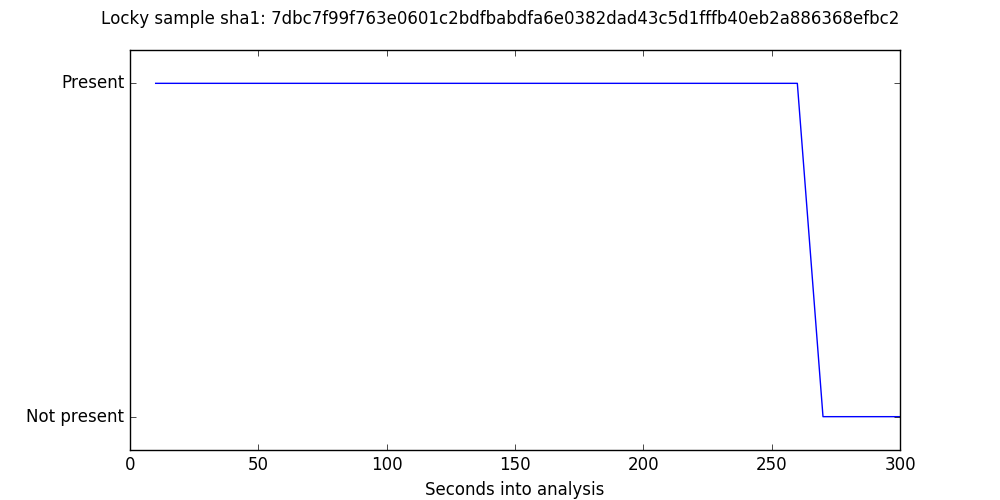 Locky sample sha1: 7dbc7f99f763e0601c2bdfbabdfa6e0382dad43c5d1fffb40eb2a886368efbc2
Present
Not present
0 50 100 150 200 250 300
Seconds into analysis